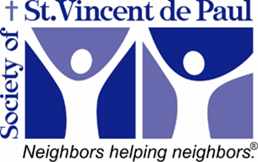 Society of
St. Vincent de Paul
Neighbors helping neighbors.®